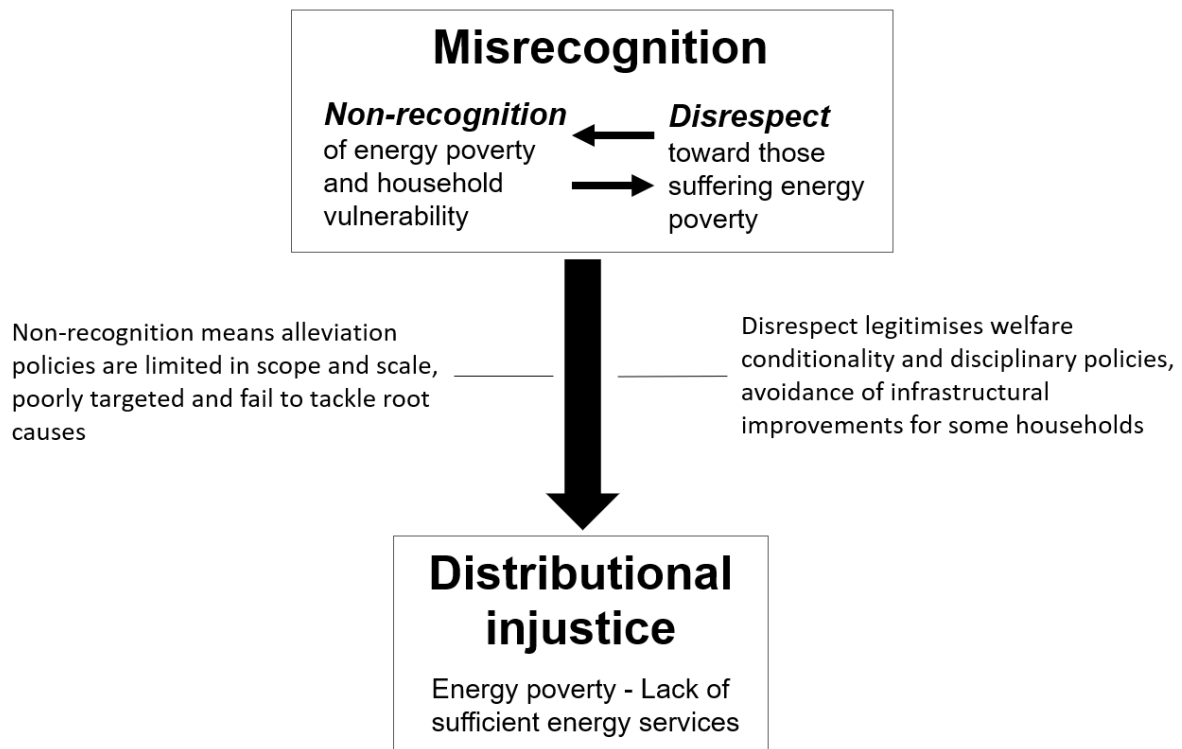 Misrecognition
Non-recognition
of energy poverty
and household
vulnerability
Disrespect
toward those
suffering energy
poverty
Non-recognition means alleviation
policies are limited in scope and scale,
poorly targeted and fail to tackle root
causes
Disrespect legitimises welfare
conditionality and disciplinary policies,
avoidance of infrastructural
improvements for some households
Distributional
injustice
Energy poverty - Lack of
sufficient energy services